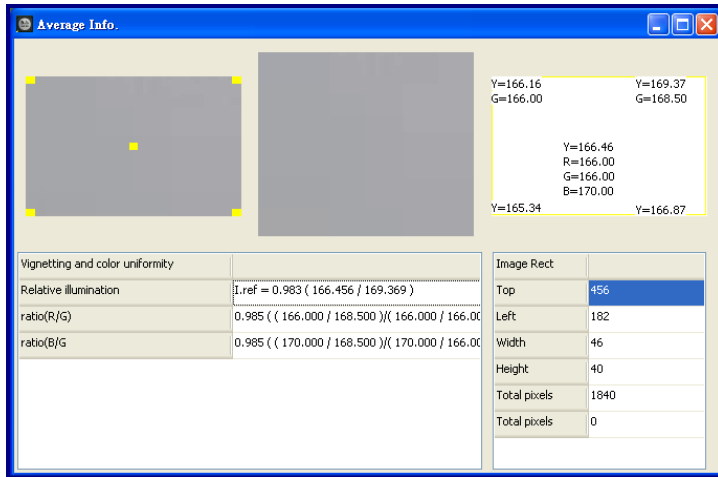 Average Info.
Y=166.16 Y=169.37
G=166.00 G=168.50
Y=166.46
R=166.00
G=166.00
B=170.00
Y=165.34 Y=166.87
Vignetting and color uniformity
Relative illumination I.ref = 0.983 ( 166.456 / 169.369 )
ratio(R/G) 0.985 ( ( 166.000 / 168.500 )/( 166.000 / 166.00
ratio(B/G 0.985 ( ( 170.000 / 168.500 )/( 170.000 / 166.00
Image Rect
Top 456
Left 182
Width 46
Height 40
Total pixels 1840
Total pixels 0